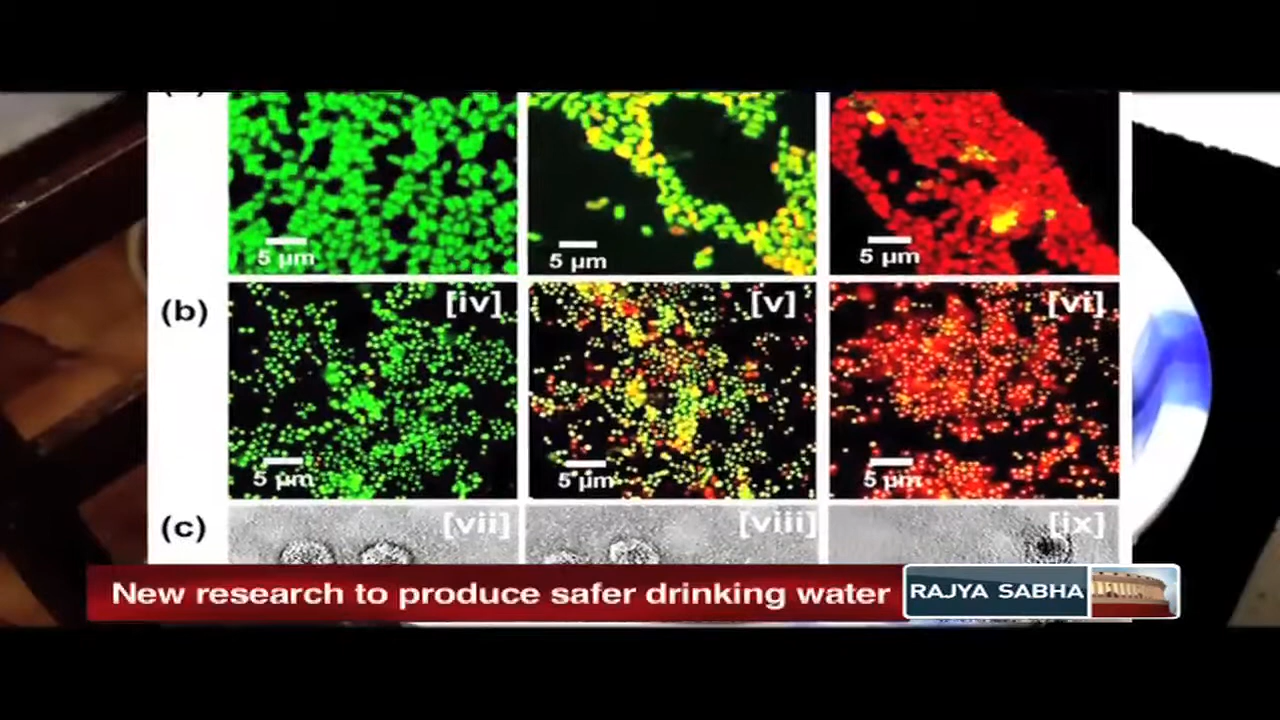 5 µm
5 µm
5 µm
(b)
[iv]
[v]
[vi]
5 µm
5 µm
5 µm
(c)
[vii]
[viii]
[ix]
New research to produce safer drinking water
RAJYA SABHA